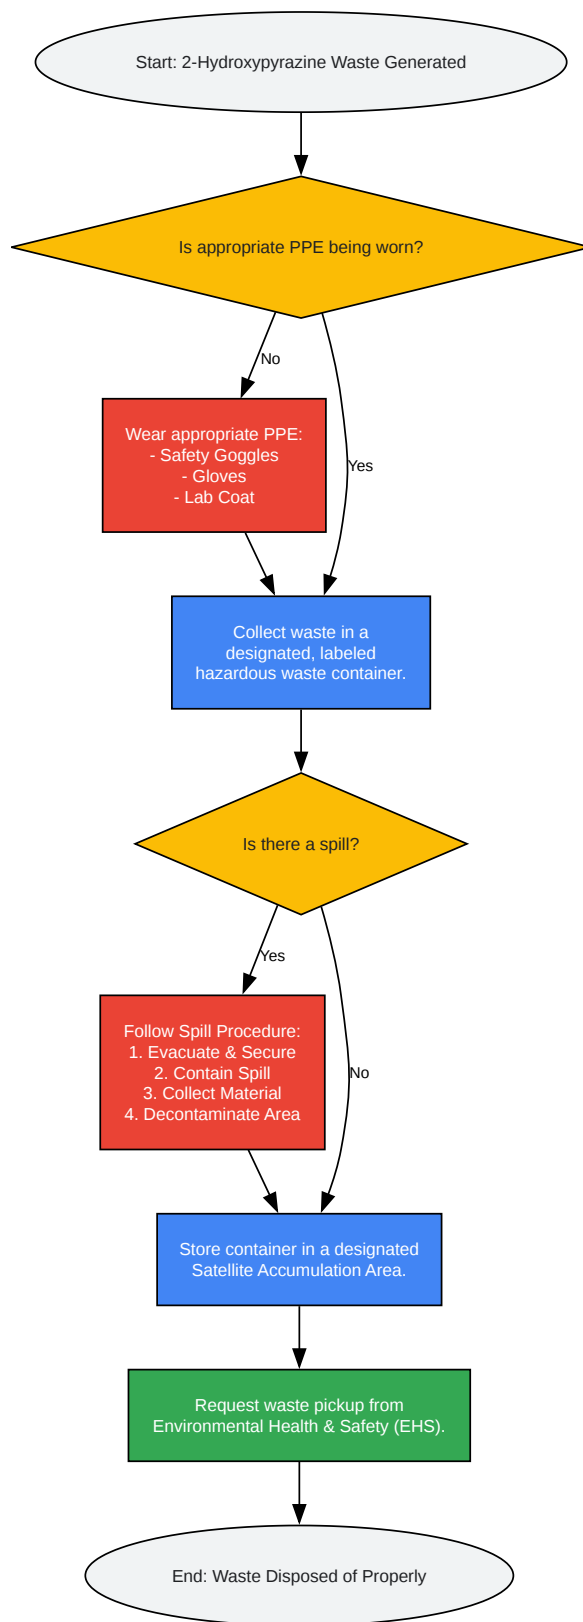 Start: 2-Hydroxypyrazine Waste Generated
Is appropriate PPE being worn?
No
Wear appropriate PPE:
- Safety Goggles
- Gloves
- Lab Coat
Yes
Collect waste in a
designated, labeled
hazardous waste container.
Is there a spill?
Yes
Follow Spill Procedure:
1. Evacuate & Secure
2. Contain Spill
3. Collect Material
4. Decontaminate Area
No
Store container in a designated
Satellite Accumulation Area.
Request waste pickup from
Environmental Health & Safety (EHS).
End: Waste Disposed of Properly